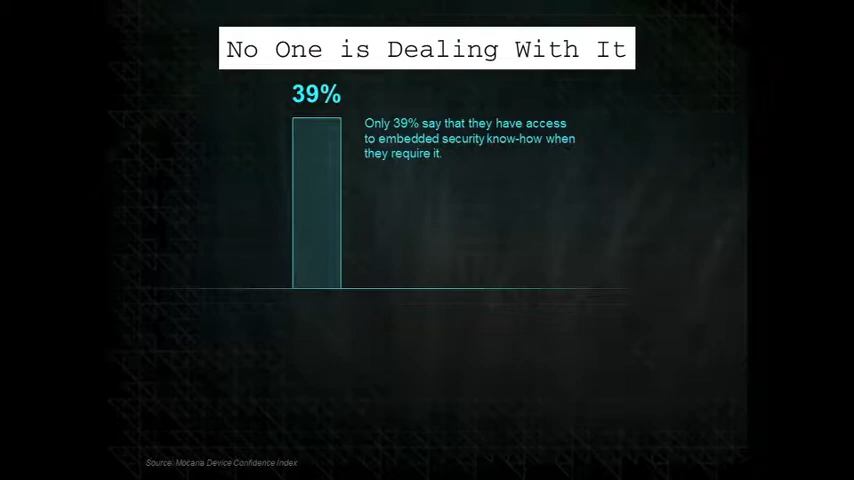 No One is Dealing With It
39%
Only 39% say that they have access
to embedded security know-how when
they require it.
Source: Mocana Device Confidence Index